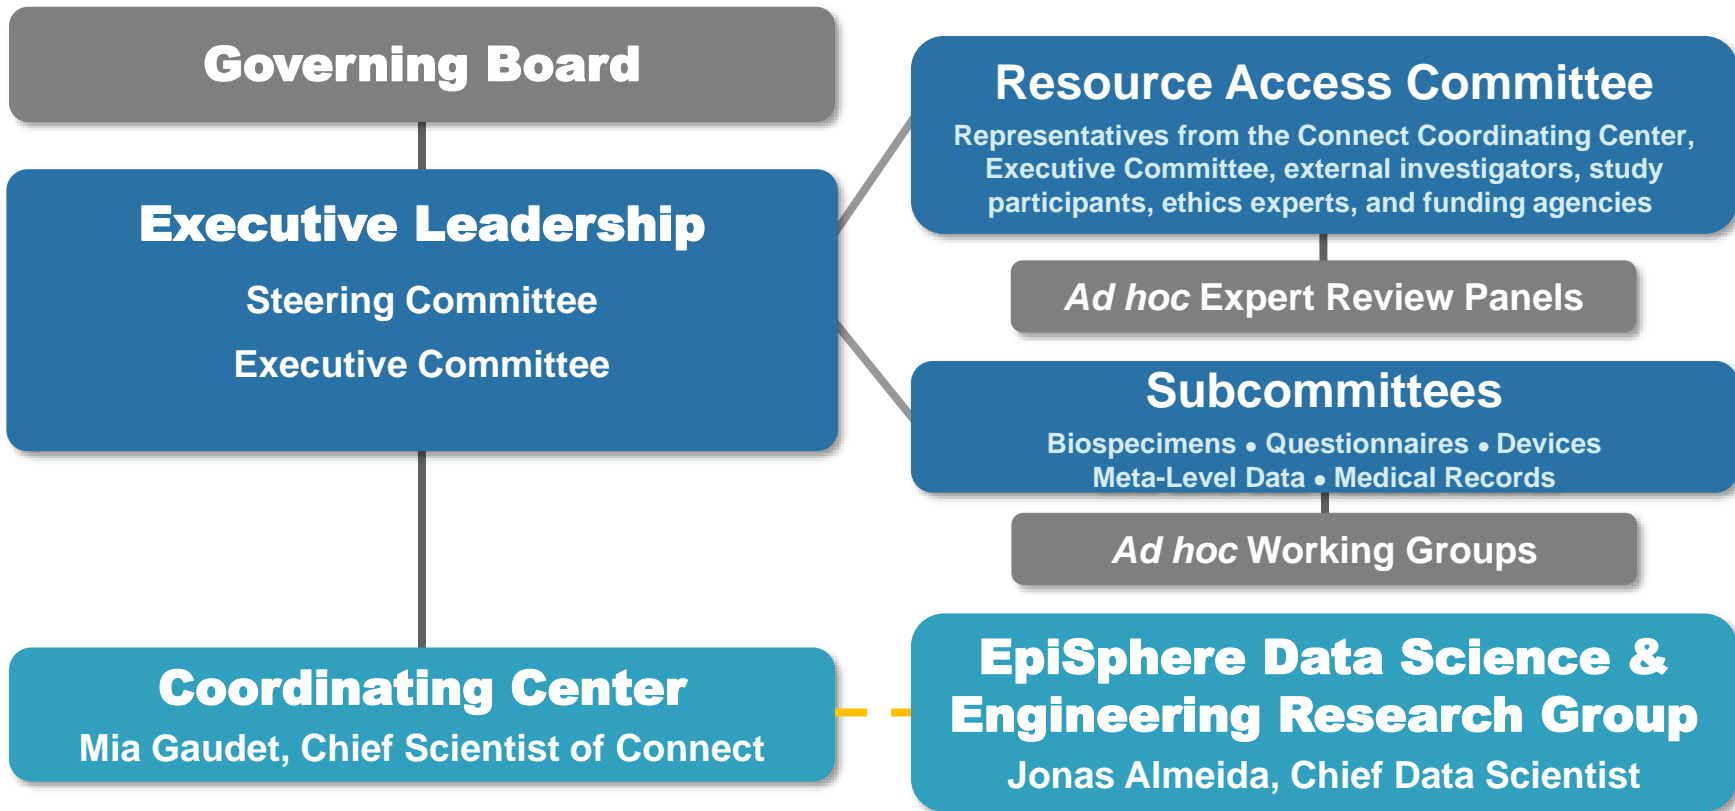 Governing Board
Executive Leadership
Steering Committee
Executive Committee
Coordinating Center
Mia Gaudet, Chief Scientist of Connect
Resource Access Committee
Representatives from the Connect Coordinating Center,
Executive Committee, external investigators, study
participants, ethics experts, and funding agencies
Ad hoc Expert Review Panels
Subcommittees
Biospecimens • Questionnaires • Devices
Meta-Level Data • Medical Records
Ad hoc Working Groups
EpiSphere Data Science &
Engineering Research Group
Jonas Almeida, Chief Data Scientist